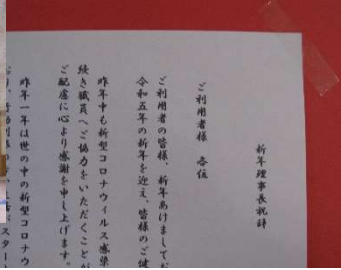 新年理事長祝辞
ご利用者様 各位
ご利用者の皆様、新年あけましてお
令和五年の新年を迎え、皆様のご健
昨年中も新型コロナウィルス感染
続き職員へご協力をいただくことが
ご配慮に心より感謝を申し上げます。
昨年一年は世の中の新型コロナウ